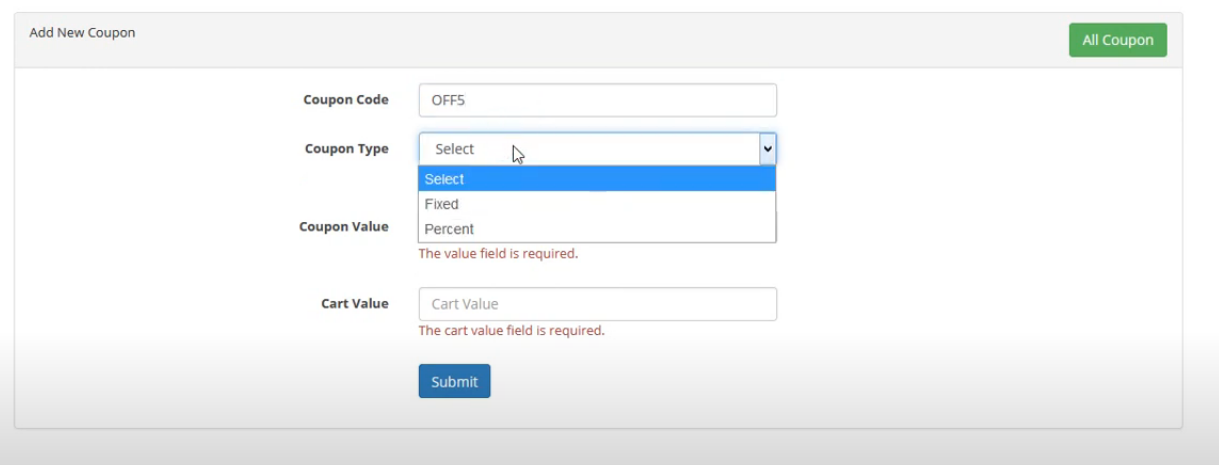 Add New Coupon
All Coupon
Coupon Code
OFF5
Coupon Type
Select
Select
Fixed
Percent
Coupon Value
The value field is required.
Cart Value
Cart Value
The cart value field is required.
Submit